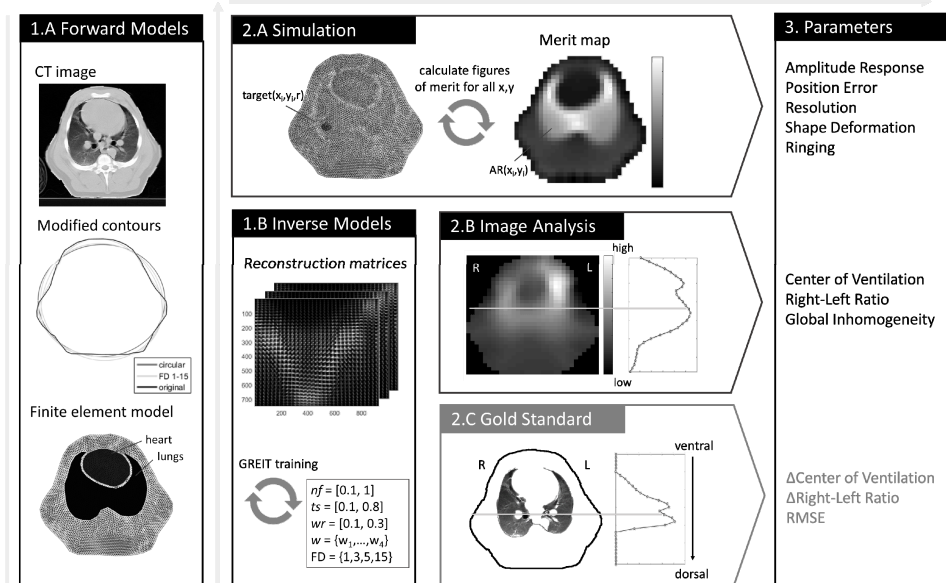 1.A Forward Models
CT image
Modified contours
circular
FD 1-15
original
Finite element model
heart
lungs
2.A Simulation
target(xᵢ,yᵢ,r)
calculate figures
of merit for all x,y
Merit map
AR(xᵢ,yᵢ)
1.B Inverse Models
Reconstruction matrices
100
200
300
400
500
600
700
200 400 600 800
GREIT training
nf = [0.1, 1]
ts = [0.1, 0.8]
wr = [0.1, 0.3]
w = {w₁,...,w₄}
FD = {1,3,5,15}
2.B Image Analysis
high
R L
low
2.C Gold Standard
R L
ventral
dorsal
3. Parameters
Amplitude Response
Position Error
Resolution
Shape Deformation
Ringing
Center of Ventilation
Right-Left Ratio
Global Inhomogeneity
ΔCenter of Ventilation
ΔRight-Left Ratio
RMSE